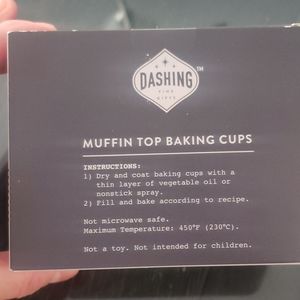 DASHING™
FINE
GIFTS
MUFFIN TOP BAKING CUPS
INSTRUCTIONS:
1) Dry and coat baking cups with a
thin layer of vegetable oil or
nonstick spray.
2) Fill and bake according to recipe.
Not microwave safe.
Maximum Temperature: 450°F (230°C).
Not a toy. Not intended for children.